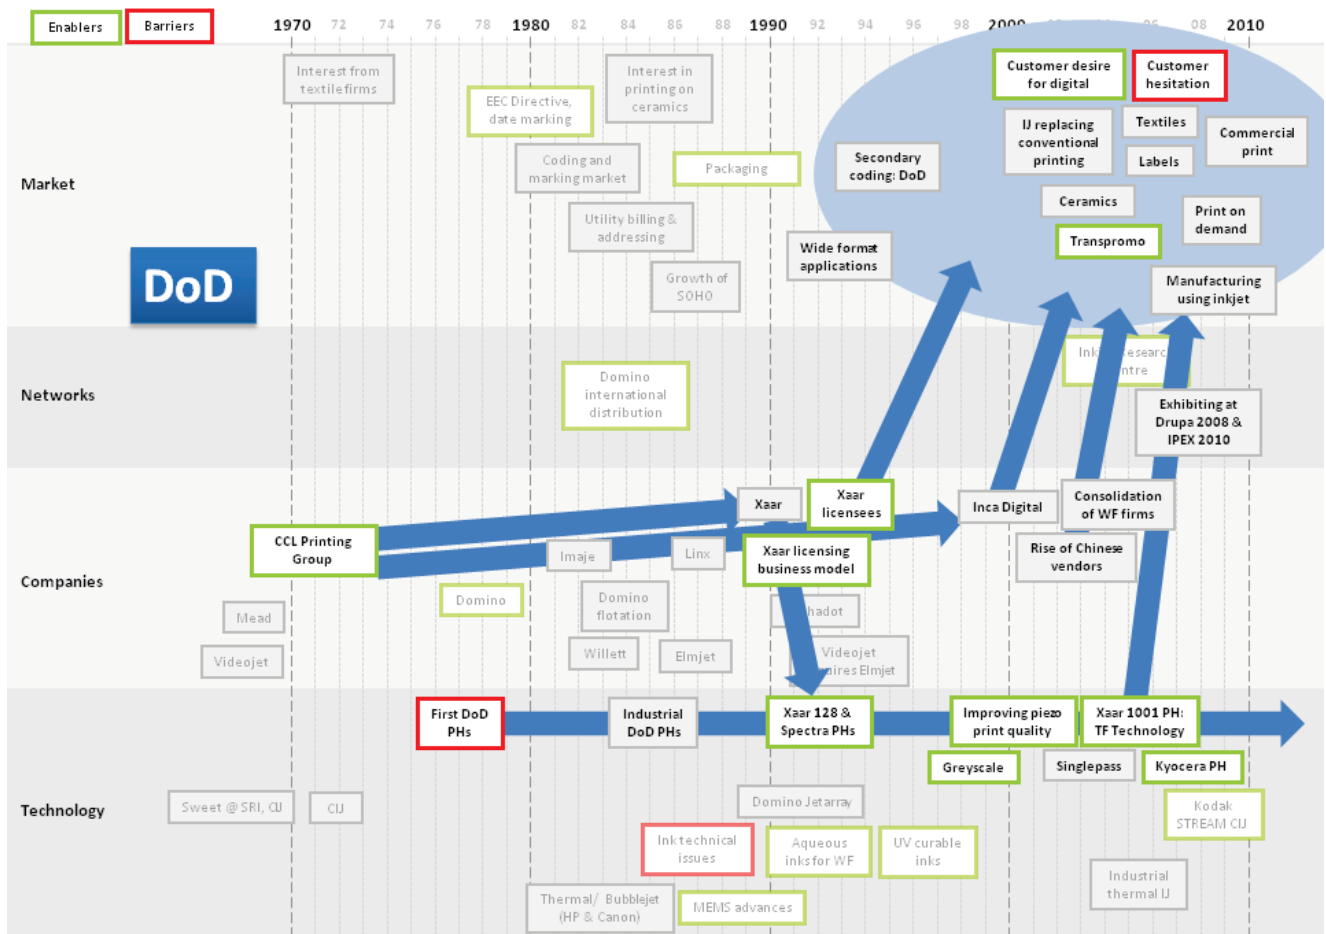 Enablers
Barriers
1970 72 74 76 78 1980 82 84 86 88 1990 92 94 96 98 2000 06 08 2010
Market
DoD
Interest from
textile firms
EEC Directive,
date marking
Interest in
printing on
ceramics
Coding and
marking market
Packaging
Utility billing &
addressing
Growth of
SOHO
Secondary
coding: DoD
Wide format
applications
Customer desire
for digital
Customer
hesitation
IJ replacing
conventional
printing
Textiles
Labels
Commercial
print
Ceramics
Transpromo
Print on
demand
Manufacturing
using inkjet
Networks
Domino
international
distribution
Exhibiting at
Drupa 2008 &
IPEX 2010
Companies
CCL Printing
Group
Mead
Videojet
Domino
Imaje
Linx
Domino
flotation
Willett
Elmjet
Xaar
Xaar
licensees
Xaar licensing
business model
Videojet
Elmjet
Inca Digital
Consolidation
of WF firms
Rise of Chinese
vendors
Technology
First DoD
PHs
Industrial
DoD PHs
Xaar 128 &
Spectra PHs
Improving piezo
print quality
Xaar 1001 PH:
TF Technology
Greyscale
Singlepass
Kyocera PH
Sweet @ SRI, CIJ
CIJ
Domino Jetarray
Kodak
STREAM CIJ
Ink technical
issues
Aqueous
inks for WF
UV curable
inks
Industrial
thermal IJ
Thermal/ Bubblejet
(HP & Canon)
MEMS advances